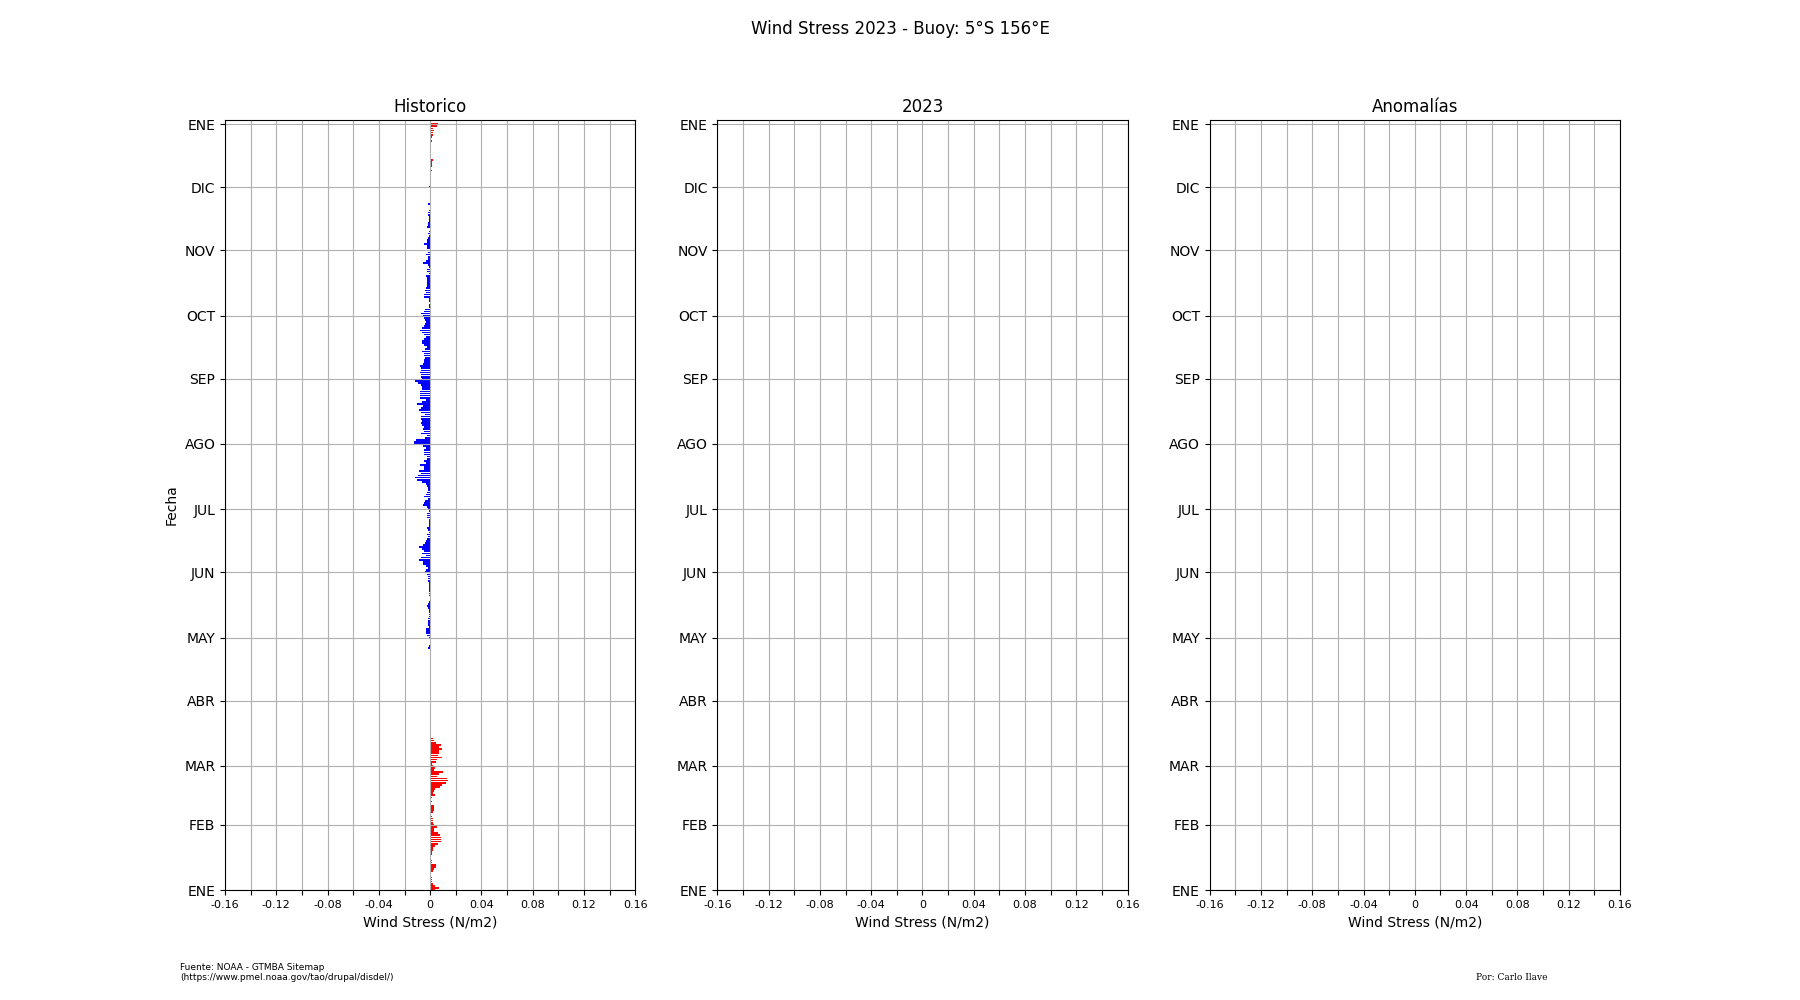 Wind Stress 2023 - Buoy: 5°S 156°E
Historico
ENE
DIC
NOV
OCT
SEP
AGO
JUL
JUN
MAY
ABR
MAR
FEB
ENE
Fecha
-0.16 -0.12 -0.08 -0.04 0 0.04 0.08 0.12 0.16
Wind Stress (N/m2)
2023
ENE
DIC
NOV
OCT
SEP
AGO
JUL
JUN
MAY
ABR
MAR
FEB
ENE
-0.16 -0.12 -0.08 -0.04 0 0.04 0.08 0.12 0.16
Wind Stress (N/m2)
Anomalías
ENE
DIC
NOV
OCT
SEP
AGO
JUL
JUN
MAY
ABR
MAR
FEB
ENE
-0.16 -0.12 -0.08 -0.04 0 0.04 0.08 0.12 0.16
Wind Stress (N/m2)
Fuente: NOAA - GTMBA Sitemap
(https://www.pmel.noaa.gov/tao/drupal/disdel/)
Por: Carlo Ilave